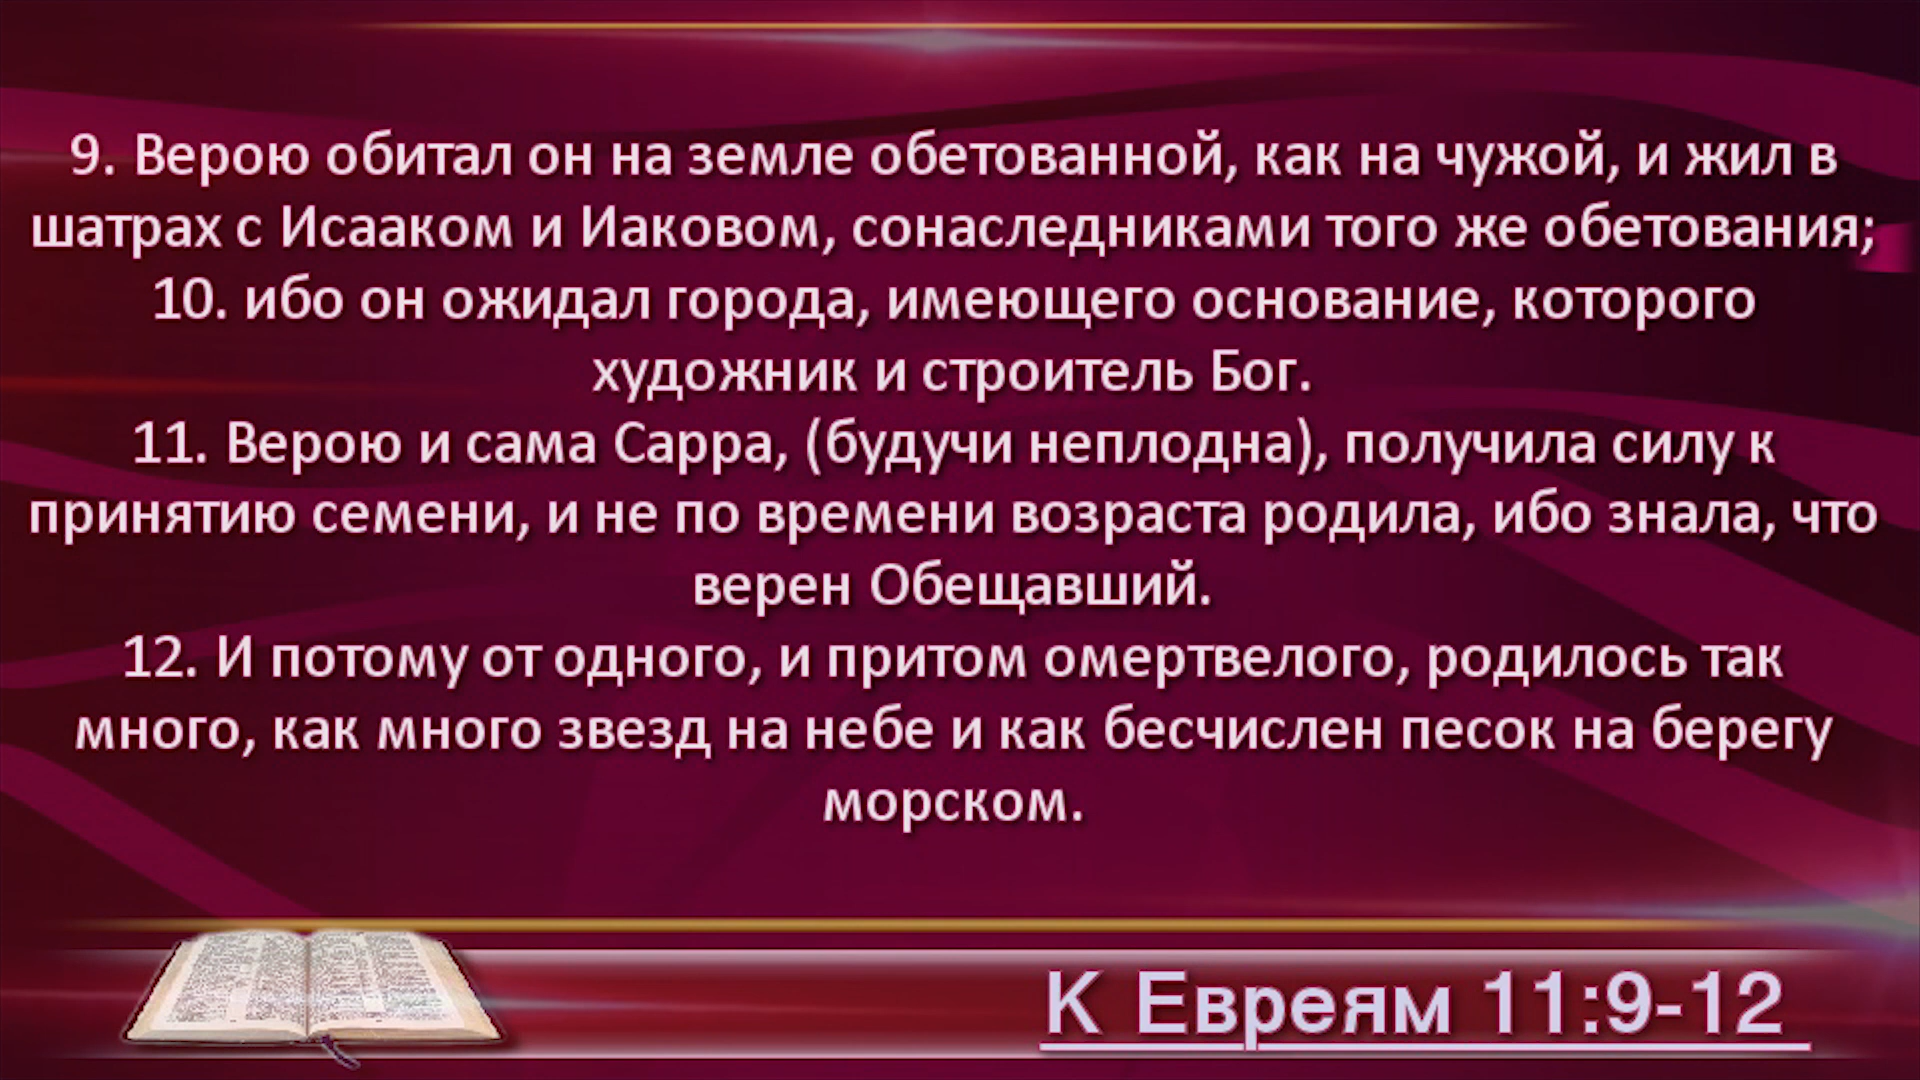 9. Верою обитал он на земле обетованной, как на чужой, и жил в
шатрах с Исааком и Иаковом, сонаследниками того же обетования;
10. ибо он ожидал города, имеющего основание, которого
художник и строитель Бог.
11. Верою и сама Сарра, (будучи неплодна), получила силу к
принятию семени, и не по времени возраста родила, ибо знала, что
верен Обещавший.
12. И потому от одного, и притом омертвелого, родилось так
много, как много звезд на небе и как бесчислен песок на берегу
морском.
К Евреям 11:9-12